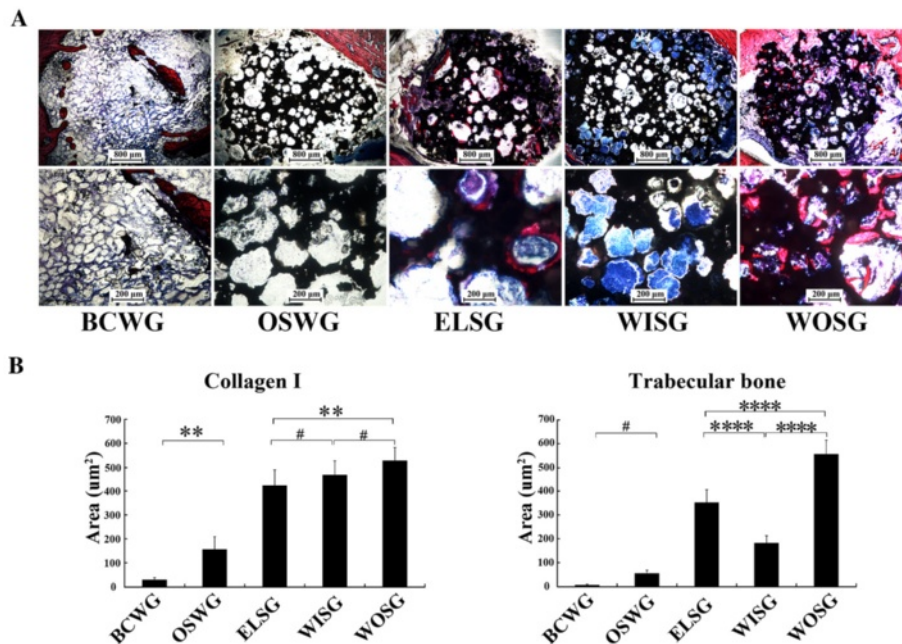 A
800 μm 800 μm 800 μm 800 μm 800 μm
200 μm 200 μm 200 μm 200 μm 200 μm
BCWG OSWG ELSG WISG WOSG
B
Collagen I
Area (um²)
700
600
500
400
300
200
100
0
**
**
# #
BCWG OSWG ELSG WISG WOSG
Trabecular bone
Area (um²)
700
600
500
400
300
200
100
0
#
****
**** ****
BCWG OSWG ELSG WISG WOSG